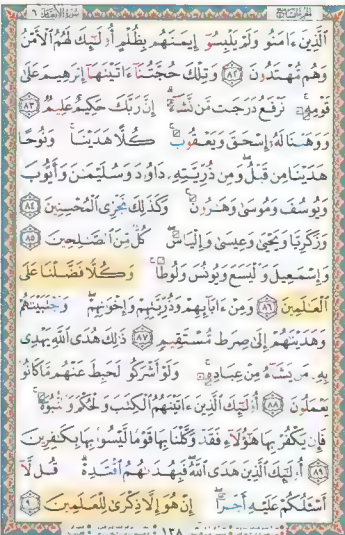 الجزء السابع سورة الأنعام ٦
ٱلَّذِينَ ءَامَنُوا۟ وَلَمْ يَلْبِسُوٓا۟ إِيمَٰنَهُم بِظُلْمٍ أُو۟لَٰٓئِكَ لَهُمُ ٱلْأَمْنُ
وَهُم مُّهْتَدُونَ ٨٢ وَتِلْكَ حُجَّتُنَآ ءَاتَيْنَٰهَآ إِبْرَٰهِيمَ عَلَىٰ
قَوْمِهِۦ نَرْفَعُ دَرَجَٰتٍ مَّن نَّشَآءُ إِنَّ رَبَّكَ حَكِيمٌ عَلِيمٌ ٨٣
وَوَهَبْنَا لَهُۥٓ إِسْحَٰقَ وَيَعْقُوبَ كُلًّا هَدَيْنَا وَنُوحًا
هَدَيْنَا مِن قَبْلُ وَمِن ذُرِّيَّتِهِۦ دَاوُۥدَ وَسُلَيْمَٰنَ وَأَيُّوبَ
وَيُوسُفَ وَمُوسَىٰ وَهَٰرُونَ وَكَذَٰلِكَ نَجْزِى ٱلْمُحْسِنِينَ ٨٤
وَزَكَرِيَّا وَيَحْيَىٰ وَعِيسَىٰ وَإِلْيَاسَ كُلٌّ مِّنَ ٱلصَّٰلِحِينَ ٨٥
وَإِسْمَٰعِيلَ وَٱلْيَسَعَ وَيُونُسَ وَلُوطًا وَكُلًّا فَضَّلْنَا عَلَى
ٱلْعَٰلَمِينَ ٨٦ وَمِنْ ءَابَآئِهِمْ وَذُرِّيَّٰتِهِمْ وَإِخْوَٰنِهِمْ وَٱجْتَبَيْنَٰهُمْ
وَهَدَيْنَٰهُمْ إِلَىٰ صِرَٰطٍ مُّسْتَقِيمٍ ٨٧ ذَٰلِكَ هُدَى ٱللَّهِ يَهْدِى
بِهِۦ مَن يَشَآءُ مِنْ عِبَادِهِۦ وَلَوْ أَشْرَكُوا۟ لَحَبِطَ عَنْهُم مَّا كَانُوا۟
يَعْمَلُونَ ٨٨ أُو۟لَٰٓئِكَ ٱلَّذِينَ ءَاتَيْنَٰهُمُ ٱلْكِتَٰبَ وَٱلْحُكْمَ وَٱلنُّبُوَّةَ
فَإِن يَكْفُرْ بِهَا هَٰٓؤُلَآءِ فَقَدْ وَكَّلْنَا بِهَا قَوْمًا لَّيْسُوا۟ بِهَا بِكَٰفِرِينَ
٨٩ أُو۟لَٰٓئِكَ ٱلَّذِينَ هَدَى ٱللَّهُ فَبِهُدَىٰهُمُ ٱقْتَدِهْ قُل لَّآ
أَسْـَٔلُكُمْ عَلَيْهِ أَجْرًا إِنْ هُوَ إِلَّا ذِكْرَىٰ لِلْعَٰلَمِينَ ٩٠
١٣٨